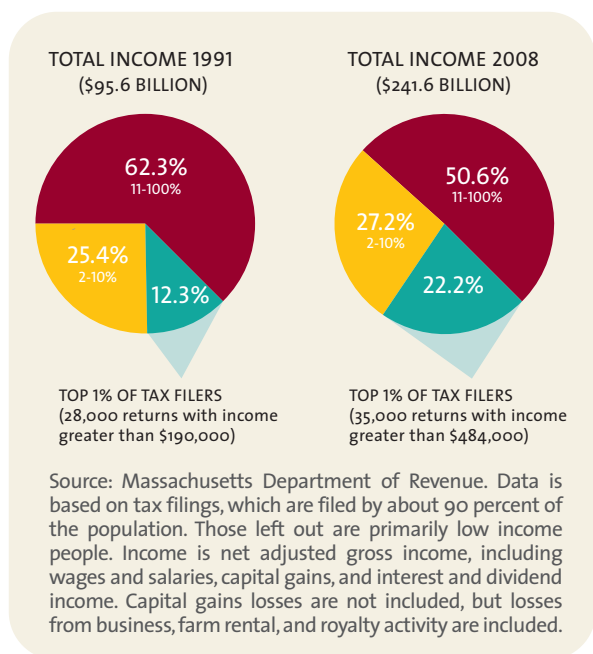 TOTAL INCOME 1991
($95.6 BILLION)
62.3%
11-100%
25.4%
2-10%
12.3%
TOP 1% OF TAX FILERS
(28,000 returns with income
greater than $190,000)
TOTAL INCOME 2008
($241.6 BILLION)
50.6%
11-100%
27.2%
2-10%
22.2%
TOP 1% OF TAX FILERS
(35,000 returns with income
greater than $484,000)
Source: Massachusetts Department of Revenue. Data is
based on tax filings, which are filed by about 90 percent of
the population. Those left out are primarily low income
people. Income is net adjusted gross income, including
wages and salaries, capital gains, and interest and dividend
income. Capital gains losses are not included, but losses
from business, farm rental, and royalty activity are included.